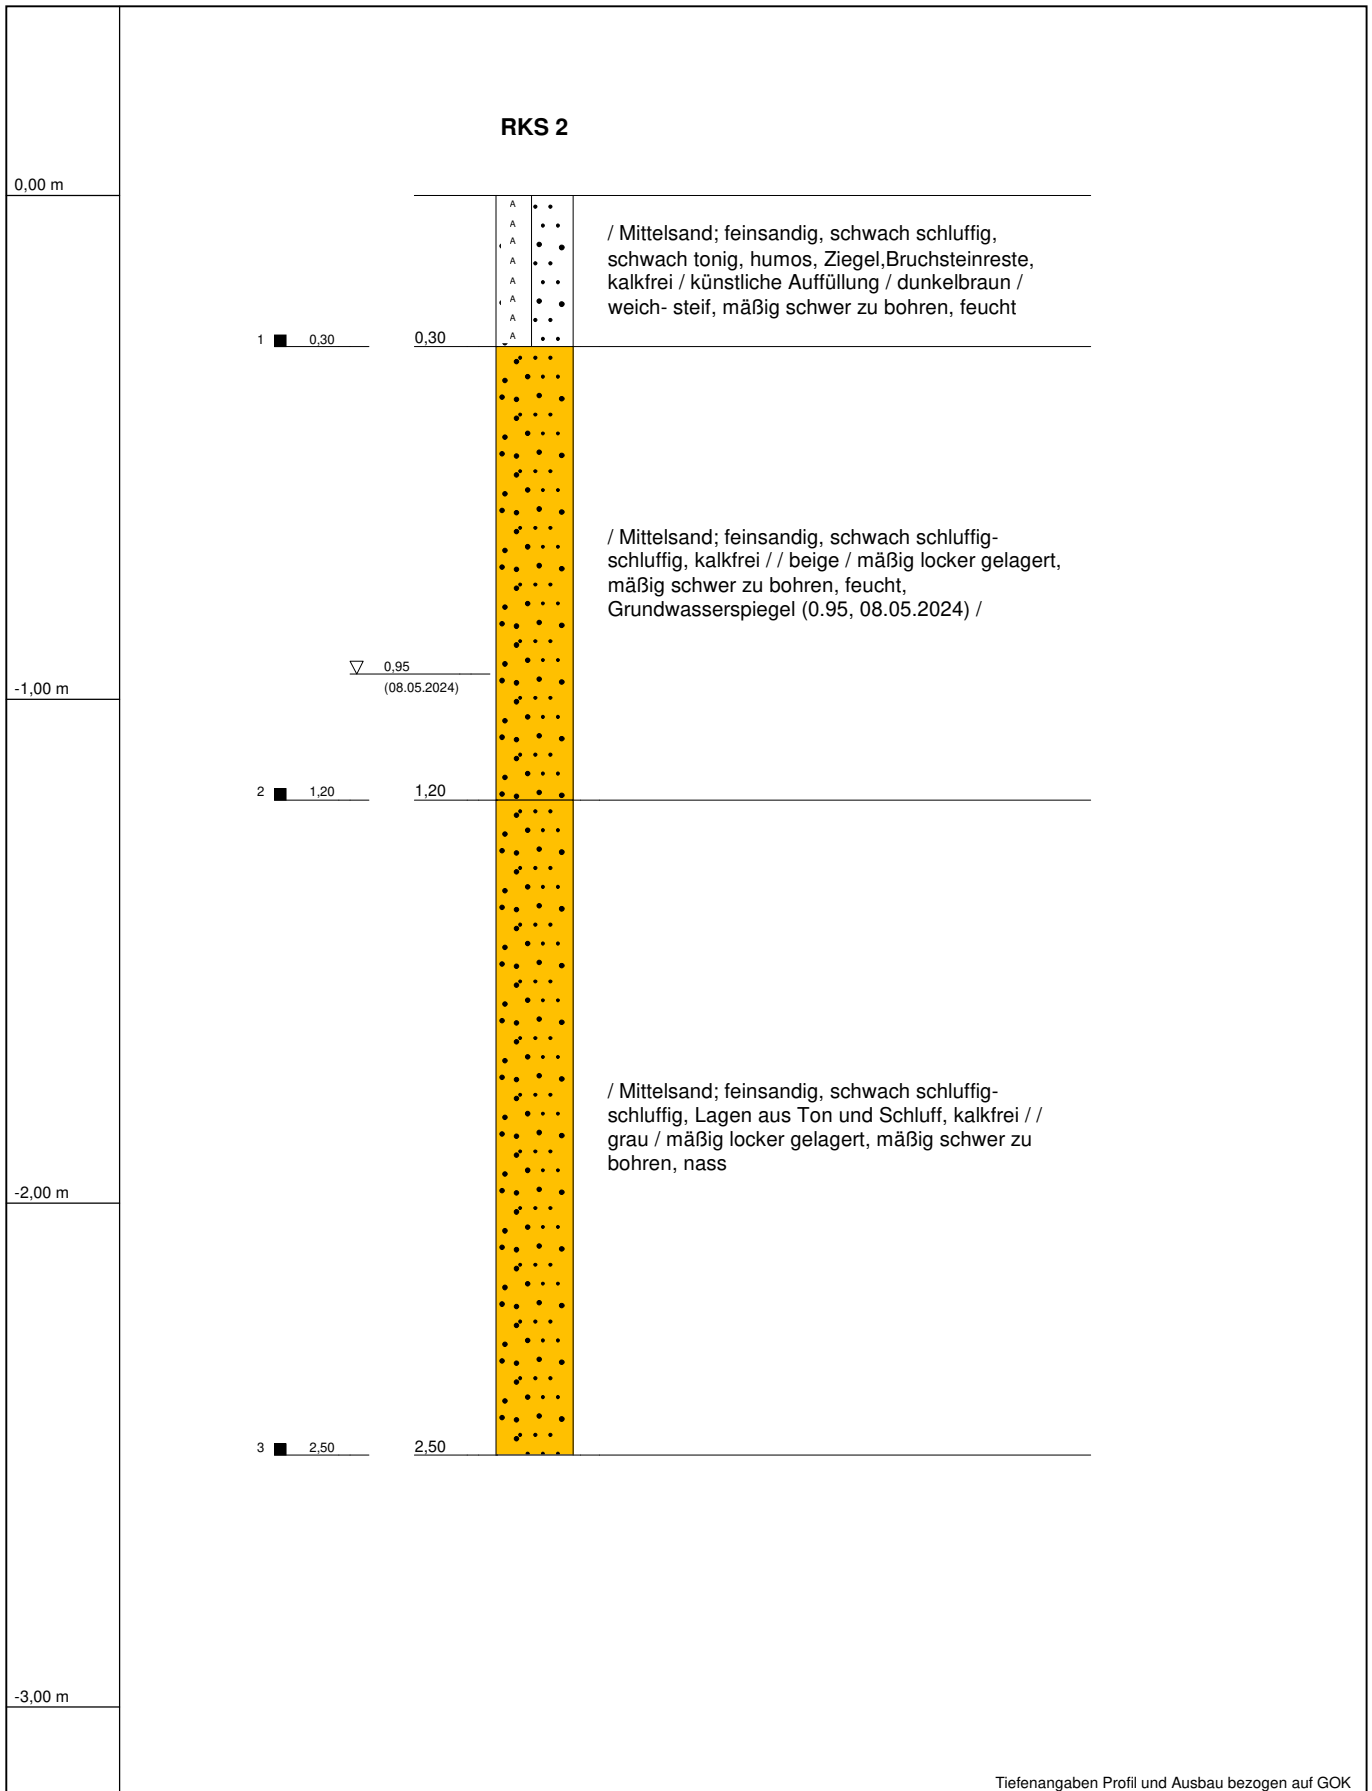 RKS 2
0,00 m
A
A
A
A
A
A
A
A
/ Mittelsand; feinsandig, schwach schluffig,
schwach tonig, humos, Ziegel,Bruchsteinreste,
kalkfrei / künstliche Auffüllung / dunkelbraun /
weich- steif, mäßig schwer zu bohren, feucht
1 0,30 0,30
/ Mittelsand; feinsandig, schwach schluffig-
schluffig, kalkfrei / / beige / mäßig locker gelagert,
mäßig schwer zu bohren, feucht,
Grundwasserspiegel (0.95, 08.05.2024) /
0,95
(08.05.2024)
-1,00 m
2 1,20 1,20
/ Mittelsand; feinsandig, schwach schluffig-
schluffig, Lagen aus Ton und Schluff, kalkfrei / /
grau / mäßig locker gelagert, mäßig schwer zu
bohren, nass
-2,00 m
3 2,50 2,50
-3,00 m
Tiefenangaben Profil und Ausbau bezogen auf GOK